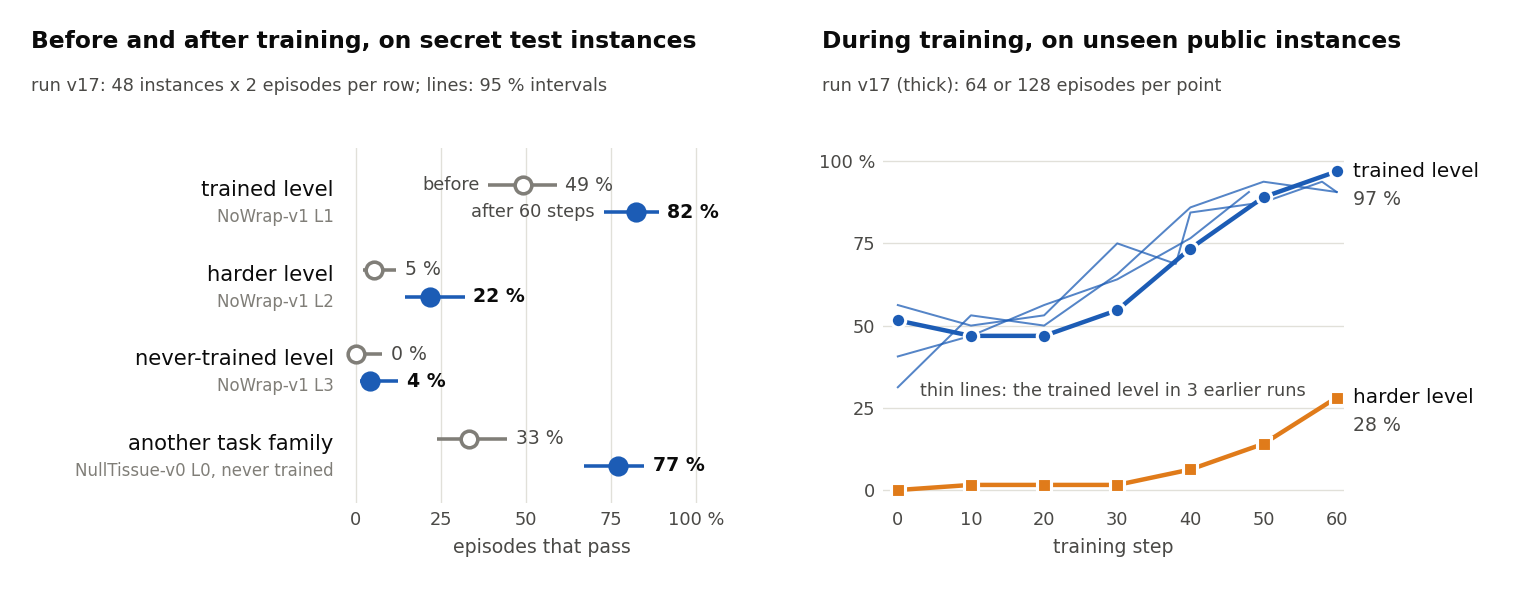 Before and after training, on secret test instances
run v17: 48 instances x 2 episodes per row; lines: 95 % intervals
trained level
NoWrap-v1 L1
before
49 %
after 60 steps
82 %
harder level
NoWrap-v1 L2
5 %
22 %
never-trained level
NoWrap-v1 L3
0 %
4 %
another task family
NullTissue-v0 L0, never trained
33 %
77 %
0
25
50
75
100 %
episodes that pass
During training, on unseen public instances
run v17 (thick): 64 or 128 episodes per point
100 %
75
50
25
0
trained level
97 %
thin lines: the trained level in 3 earlier runs
harder level
28 %
0
10
20
30
40
50
60
training step